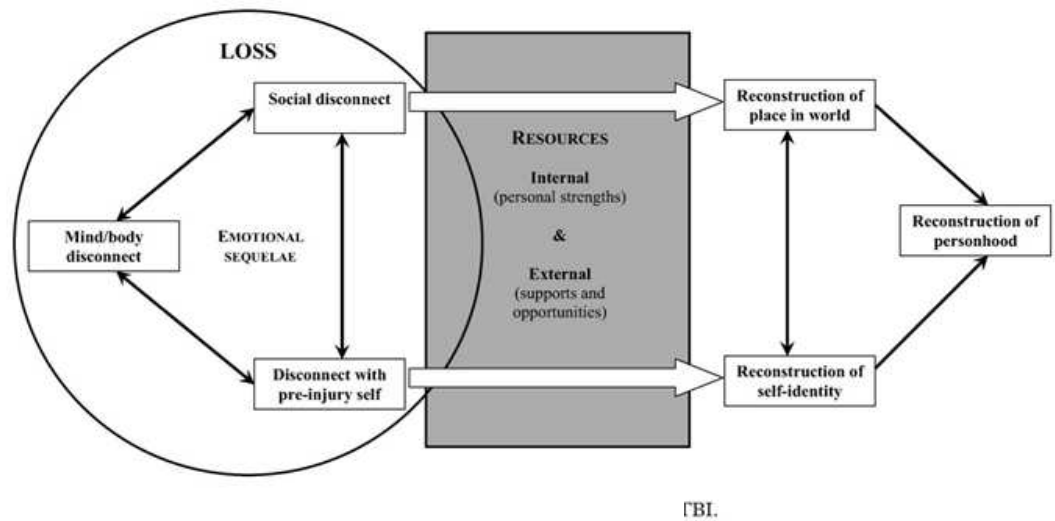 LOSS
Social disconnect
Mind/body
disconnect
EMOTIONAL
SEQUELAE
Disconnect with
pre-injury self
RESOURCES
Internal
(personal strengths)
&
External
(supports and
opportunities)
Reconstruction of
place in world
Reconstruction of
self-identity
Reconstruction of
personhood
TBI.